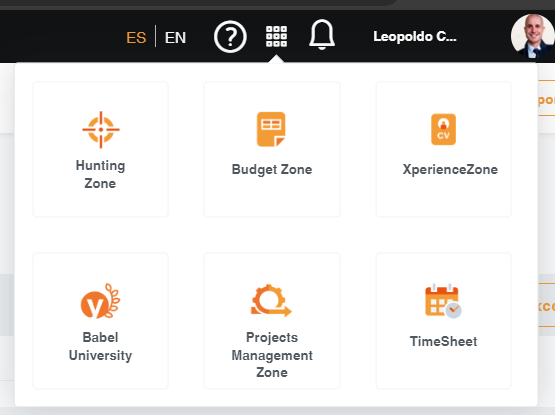 ES EN ? Leopoldo C...
Hunting
Zone
Budget Zone
CV
XperienceZone
Babel
University
Projects
Management
Zone
TimeSheet